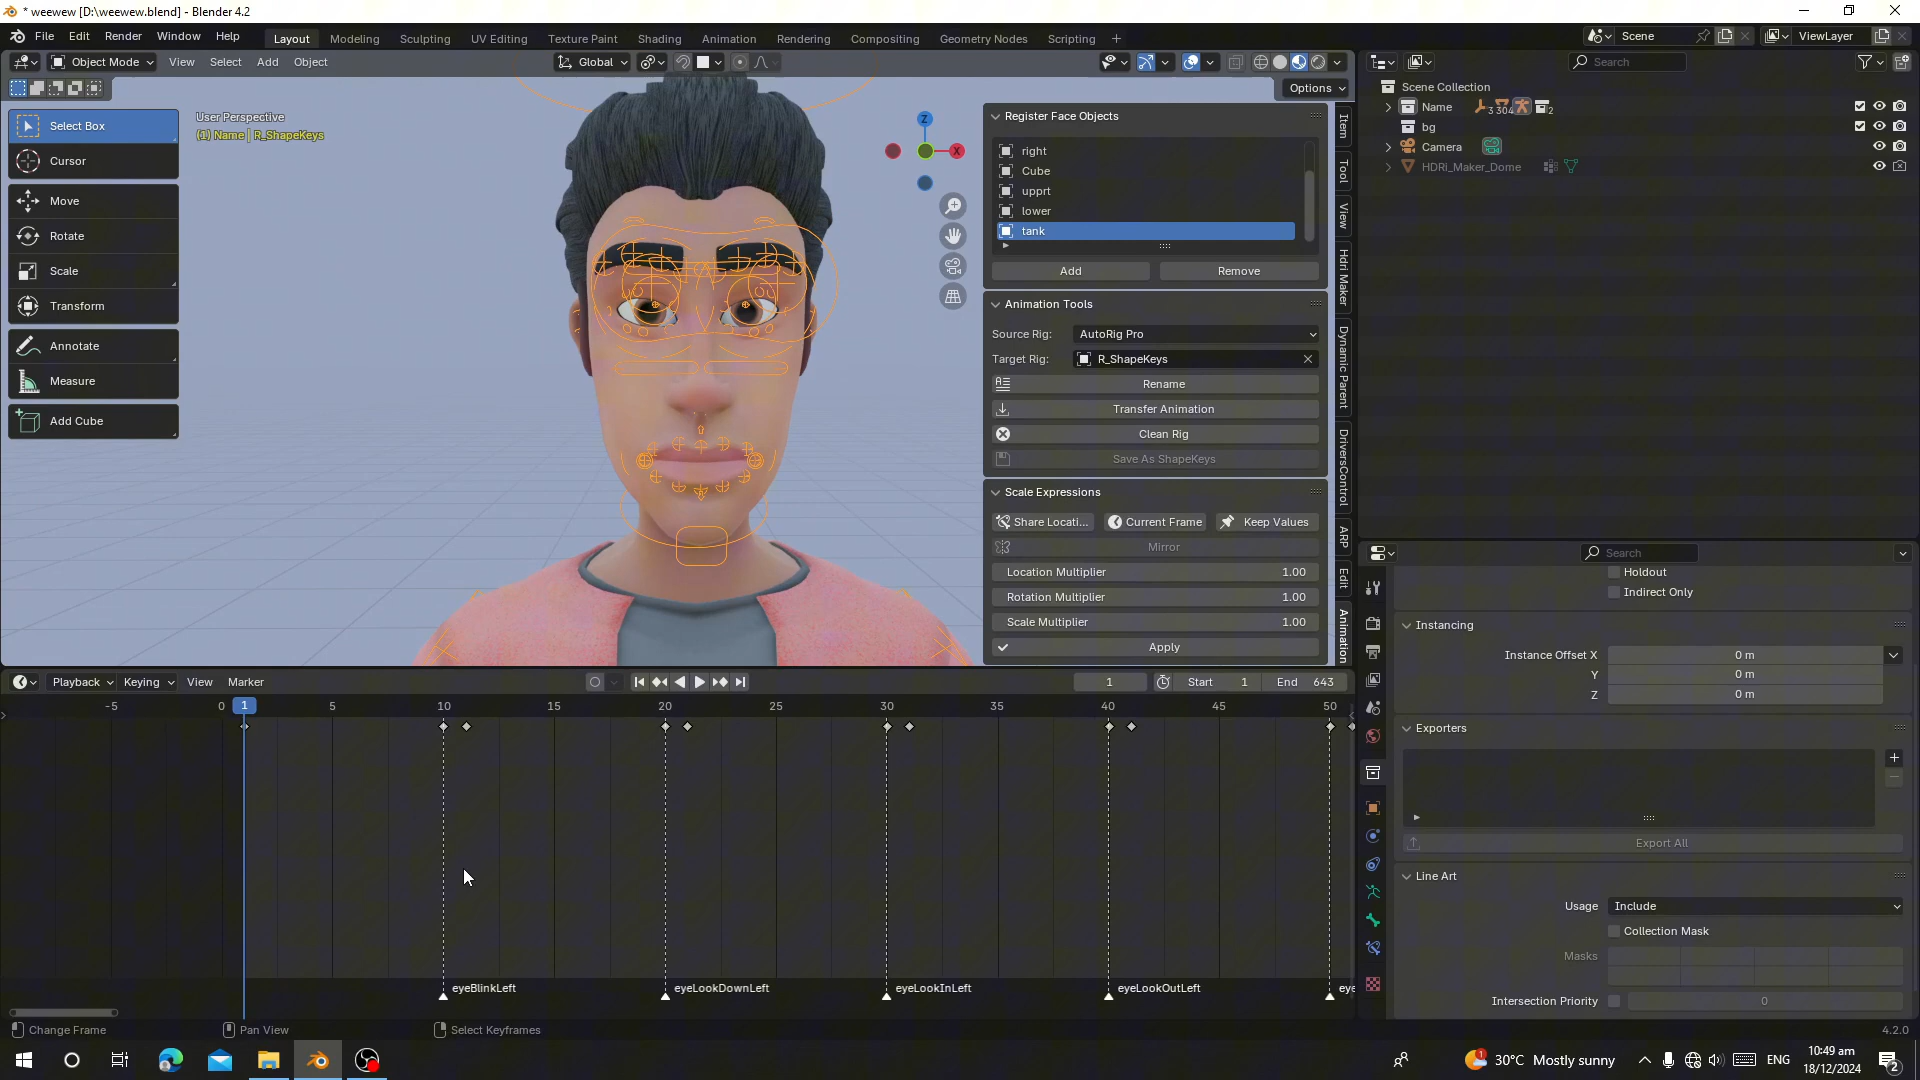 * weewew [D:\weewew.blend] - Blender 4.2
File Edit Render Window Help
Layout Modeling Sculpting UV Editing Texture Paint Shading Animation Rendering Compositing Geometry Nodes Scripting +
Scene
ViewLayer
Object Mode View Select Add Object
Global
Search
Options
Select Box
Cursor
Move
Rotate
Scale
Transform
Annotate
Measure
Add Cube
User Perspective
(1) Name | R_ShapeKeys
Z
X
Register Face Objects
right
Cube
upprt
lower
tank
Add Remove
Animation Tools
Source Rig: AutoRig Pro
Target Rig: R_ShapeKeys
Rename
Transfer Animation
Clean Rig
Save As ShapeKeys
Scale Expressions
Share Locati... Current Frame Keep Values
Mirror
Location Multiplier 1.00
Rotation Multiplier 1.00
Scale Multiplier 1.00
Apply
Item
Tool
View
Hdri Maker
Dynamic Parent
DriversControl
ARP
Edit
Animation
Scene Collection
Name 3 304 2
bg
Camera
HDRi_Maker_Dome
Search
Holdout
Indirect Only
Instancing
Instance Offset X 0 m
Y 0 m
Z 0 m
Exporters
Export All
Line Art
Usage Include
Collection Mask
Masks
Intersection Priority 0
Playback Keying View Marker
1 Start 1 End 643
-5 0 1 5 10 15 20 25 30 35 40 45 50
eyeBlinkLeft eyeLookDownLeft eyeLookInLeft eyeLookOutLeft eye
Change Frame Pan View Select Keyframes
4.2.0
1 30°C Mostly sunny ENG
10:49 am
18/12/2024
2